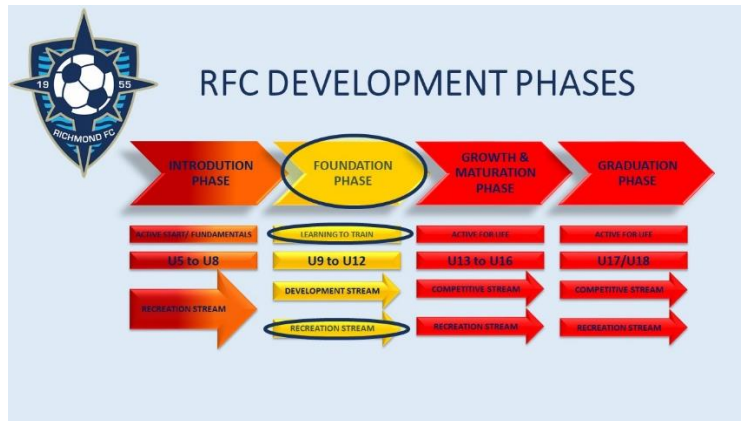 19 55
RICHMOND FC
RFC DEVELOPMENT PHASES
INTRODUTION
PHASE
FOUNDATION
PHASE
GROWTH &
MATURATION
PHASE
GRADUATION
PHASE
ACTIVE START/ FUNDAMENTALS
LEARNING TO TRAIN
ACTIVE FOR LIFE
ACTIVE FOR LIFE
U5 to U8
U9 to U12
U13 to U16
U17/U18
RECREATION STREAM
DEVELOPMENT STREAM
COMPETITIVE STREAM
COMPETITIVE STREAM
RECREATION STREAM
RECREATION STREAM
RECREATION STREAM